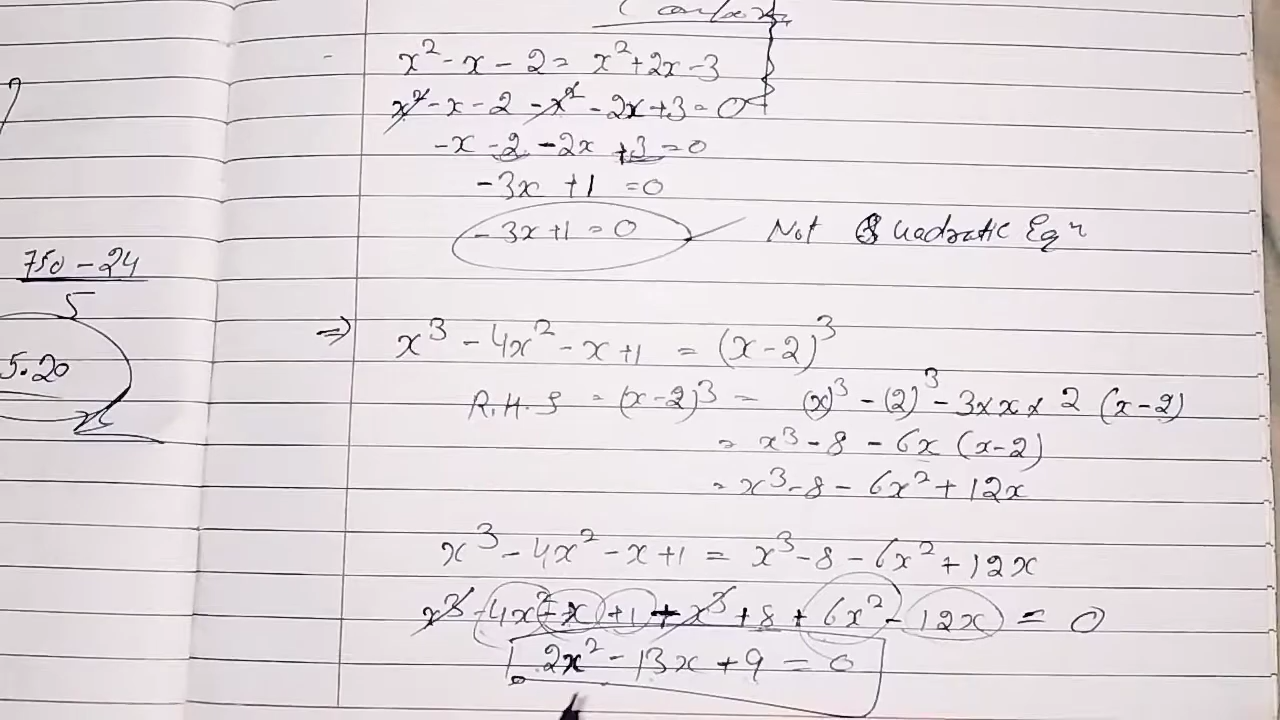 x² - x - 2 = x² + 2x - 3
x² - x - 2 - x² - 2x + 3 = 0
-x - 2 - 2x + 3 = 0
-3x + 1 = 0
-3x + 1 = 0 Not Quadratic Eqn
750 - 24
5
5.20
⇒ x³ - 4x² - x + 1 = (x-2)³
R.H.S = (x-2)³ = (x)³ - (2)³ - 3×x×2 (x-2)
= x³ - 8 - 6x (x-2)
= x³ - 8 - 6x² + 12x
x³ - 4x² - x + 1 = x³ - 8 - 6x² + 12x
x³ - 4x² - x + 1 - x³ + 8 + 6x² - 12x = 0
2x² - 13x + 9 = 0